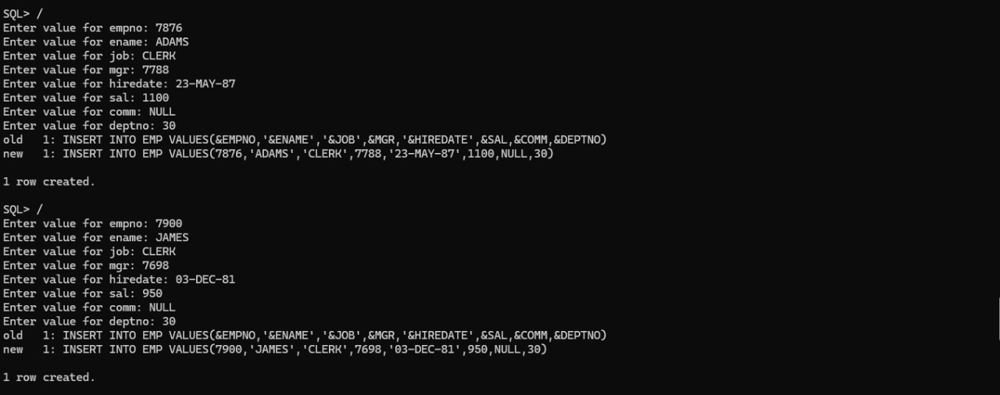 SQL> /
Enter value for empno: 7876
Enter value for ename: ADAMS
Enter value for job: CLERK
Enter value for mgr: 7788
Enter value for hiredate: 23-MAY-87
Enter value for sal: 1100
Enter value for comm: NULL
Enter value for deptno: 30
old   1: INSERT INTO EMP VALUES(&EMPNO,'&ENAME','&JOB',&MGR,'&HIREDATE',&SAL,&COMM,&DEPTNO)
new   1: INSERT INTO EMP VALUES(7876,'ADAMS','CLERK',7788,'23-MAY-87',1100,NULL,30)
1 row created.
SQL> /
Enter value for empno: 7900
Enter value for ename: JAMES
Enter value for job: CLERK
Enter value for mgr: 7698
Enter value for hiredate: 03-DEC-81
Enter value for sal: 950
Enter value for comm: NULL
Enter value for deptno: 30
old   1: INSERT INTO EMP VALUES(&EMPNO,'&ENAME','&JOB',&MGR,'&HIREDATE',&SAL,&COMM,&DEPTNO)
new   1: INSERT INTO EMP VALUES(7900,'JAMES','CLERK',7698,'03-DEC-81',950,NULL,30)
1 row created.